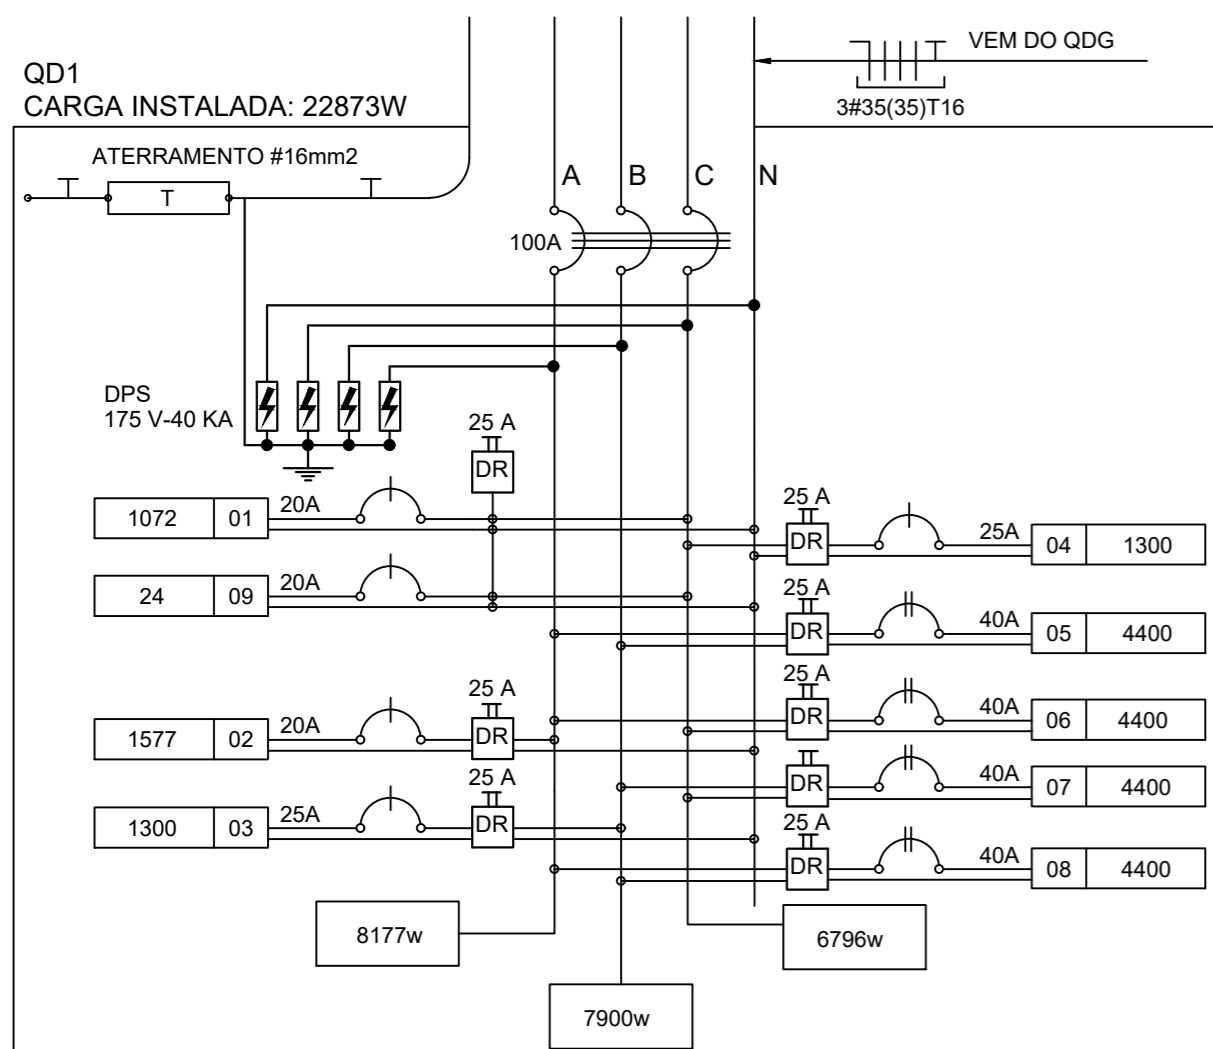 QD1
CARGA INSTALADA: 22873W
VEM DO QDG
3#35(35)T16
ATERRAMENTO #16mm2
T
A
B
C
N
100A
DPS
175 V-40 KA
25 A
DR
1072 01 20A
24 09 20A
25 A
DR
25A 04 1300
25 A
DR
40A 05 4400
25 A
DR
1577 02 20A
25 A
DR
40A 06 4400
25 A
DR
1300 03 25A
DR
40A 07 4400
25 A
DR
40A 08 4400
8177w
6796w
7900w